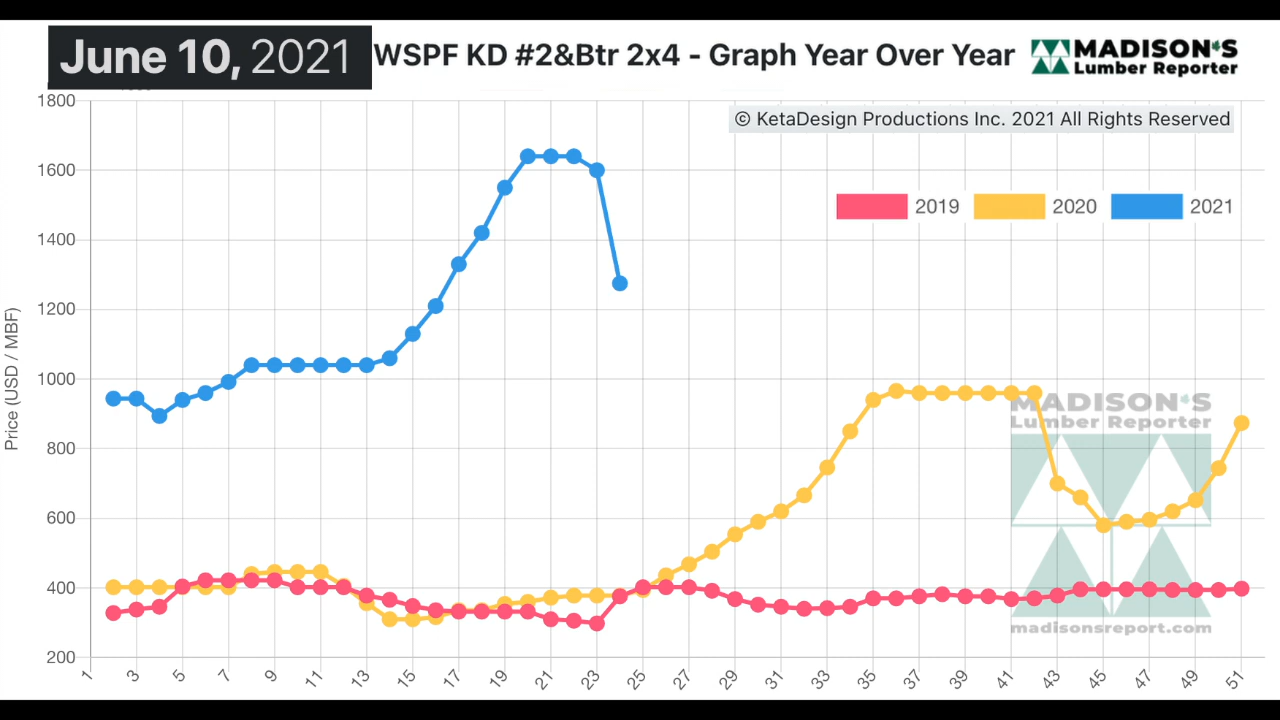 June 10, 2021
WSPF KD #2&Btr 2x4 - Graph Year Over Year
MADISON'S
Lumber Reporter
© KetaDesign Productions Inc. 2021 All Rights Reserved
2019 2020 2021
Price (USD / MBF)
1800
1600
1400
1200
1000
800
600
400
200
MADISON'S
Lumber Reporter
madisonsreport.com
1 3 5 7 9 11 13 15 17 19 21 23 25 27 29 31 33 35 37 39 41 43 45 47 49 51